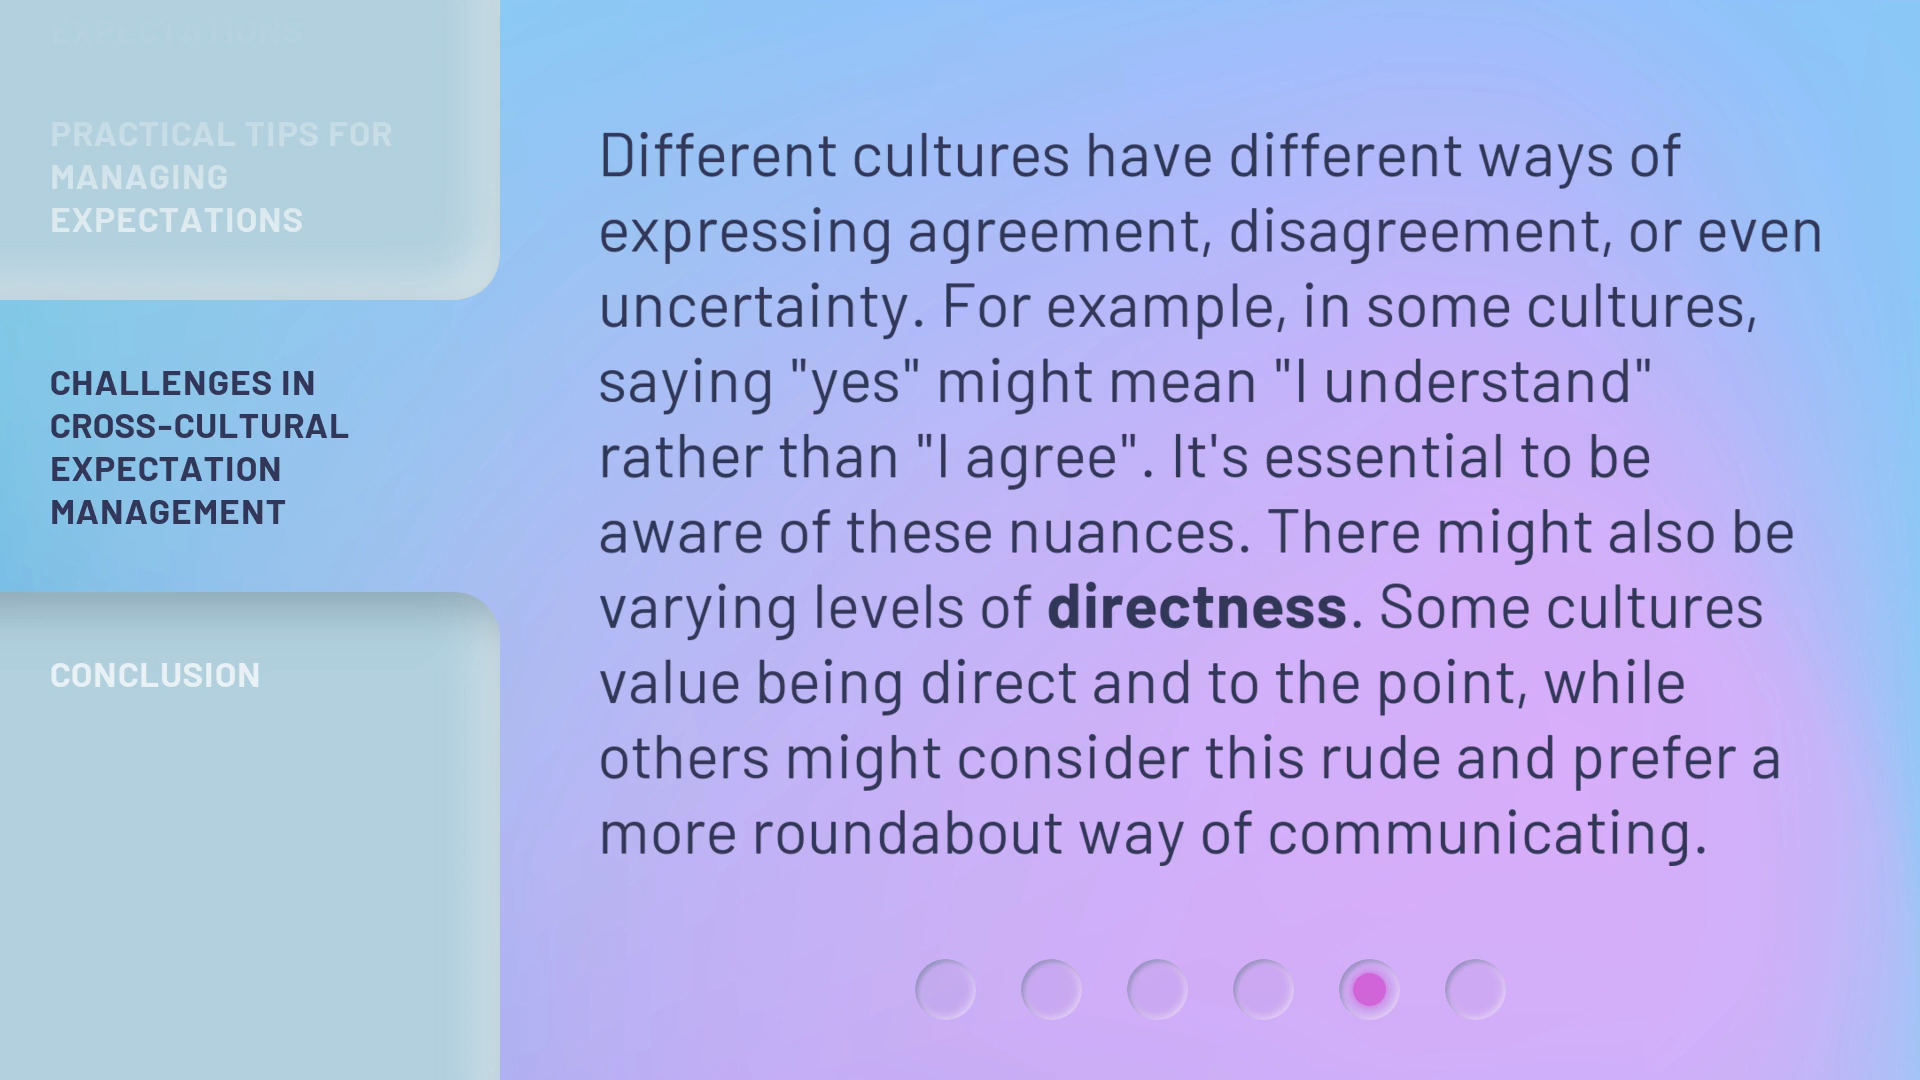 EXPECTATIONS
PRACTICAL TIPS FOR
MANAGING
EXPECTATIONS
CHALLENGES IN
CROSS-CULTURAL
EXPECTATION
MANAGEMENT
CONCLUSION
Different cultures have different ways of
expressing agreement, disagreement, or even
uncertainty. For example, in some cultures,
saying "yes" might mean "I understand"
rather than "I agree". It's essential to be
aware of these nuances. There might also be
varying levels of directness. Some cultures
value being direct and to the point, while
others might consider this rude and prefer a
more roundabout way of communicating.